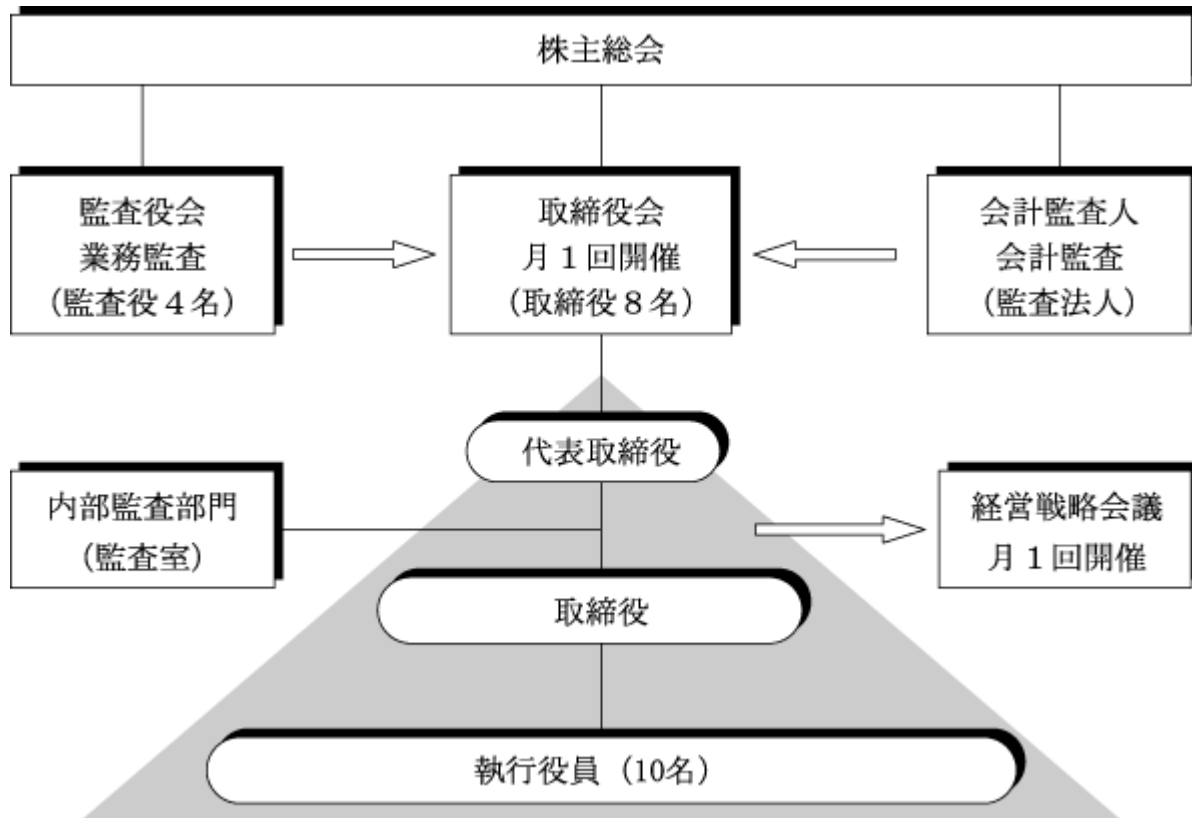 株主総会
監査役会
業務監査
（監査役４名）
取締役会
月１回開催
（取締役８名）
会計監査人
会計監査
（監査法人）
代表取締役
内部監査部門
（監査室）
経営戦略会議
月１回開催
取締役
執行役員（10名）